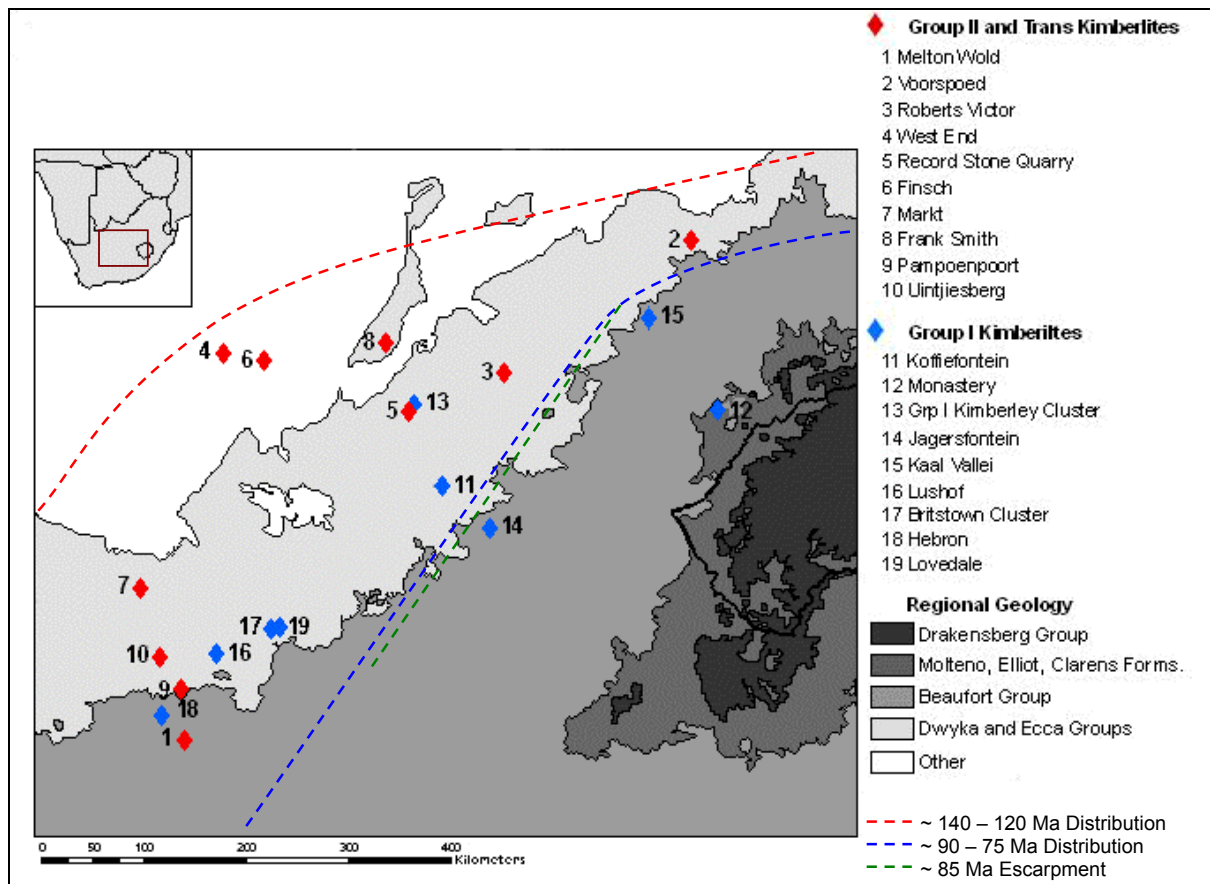 Group II and Trans Kimberlites
1 Melton Wold
2 Voorspoed
3 Roberts Victor
4 West End
5 Record Stone Quarry
6 Finsch
7 Markt
8 Frank Smith
9 Pampoenpoort
10 Uintjiesberg
Group I Kimberiltes
11 Koffiefontein
12 Monastery
13 Grp I Kimberley Cluster
14 Jagersfontein
15 Kaal Vallei
16 Lushof
17 Britstown Cluster
18 Hebron
19 Lovedale
Regional Geology
Drakensberg Group
Molteno, Elliot, Clarens Forms.
Beaufort Group
Dwyka and Ecca Groups
Other
~ 140 – 120 Ma Distribution
~ 90 – 75 Ma Distribution
~ 85 Ma Escarpment
2
15
8
4
6
3
13
5
12
11
14
7
17
19
16
10
9
18
1
0 50 100 200 300 400
Kilometers